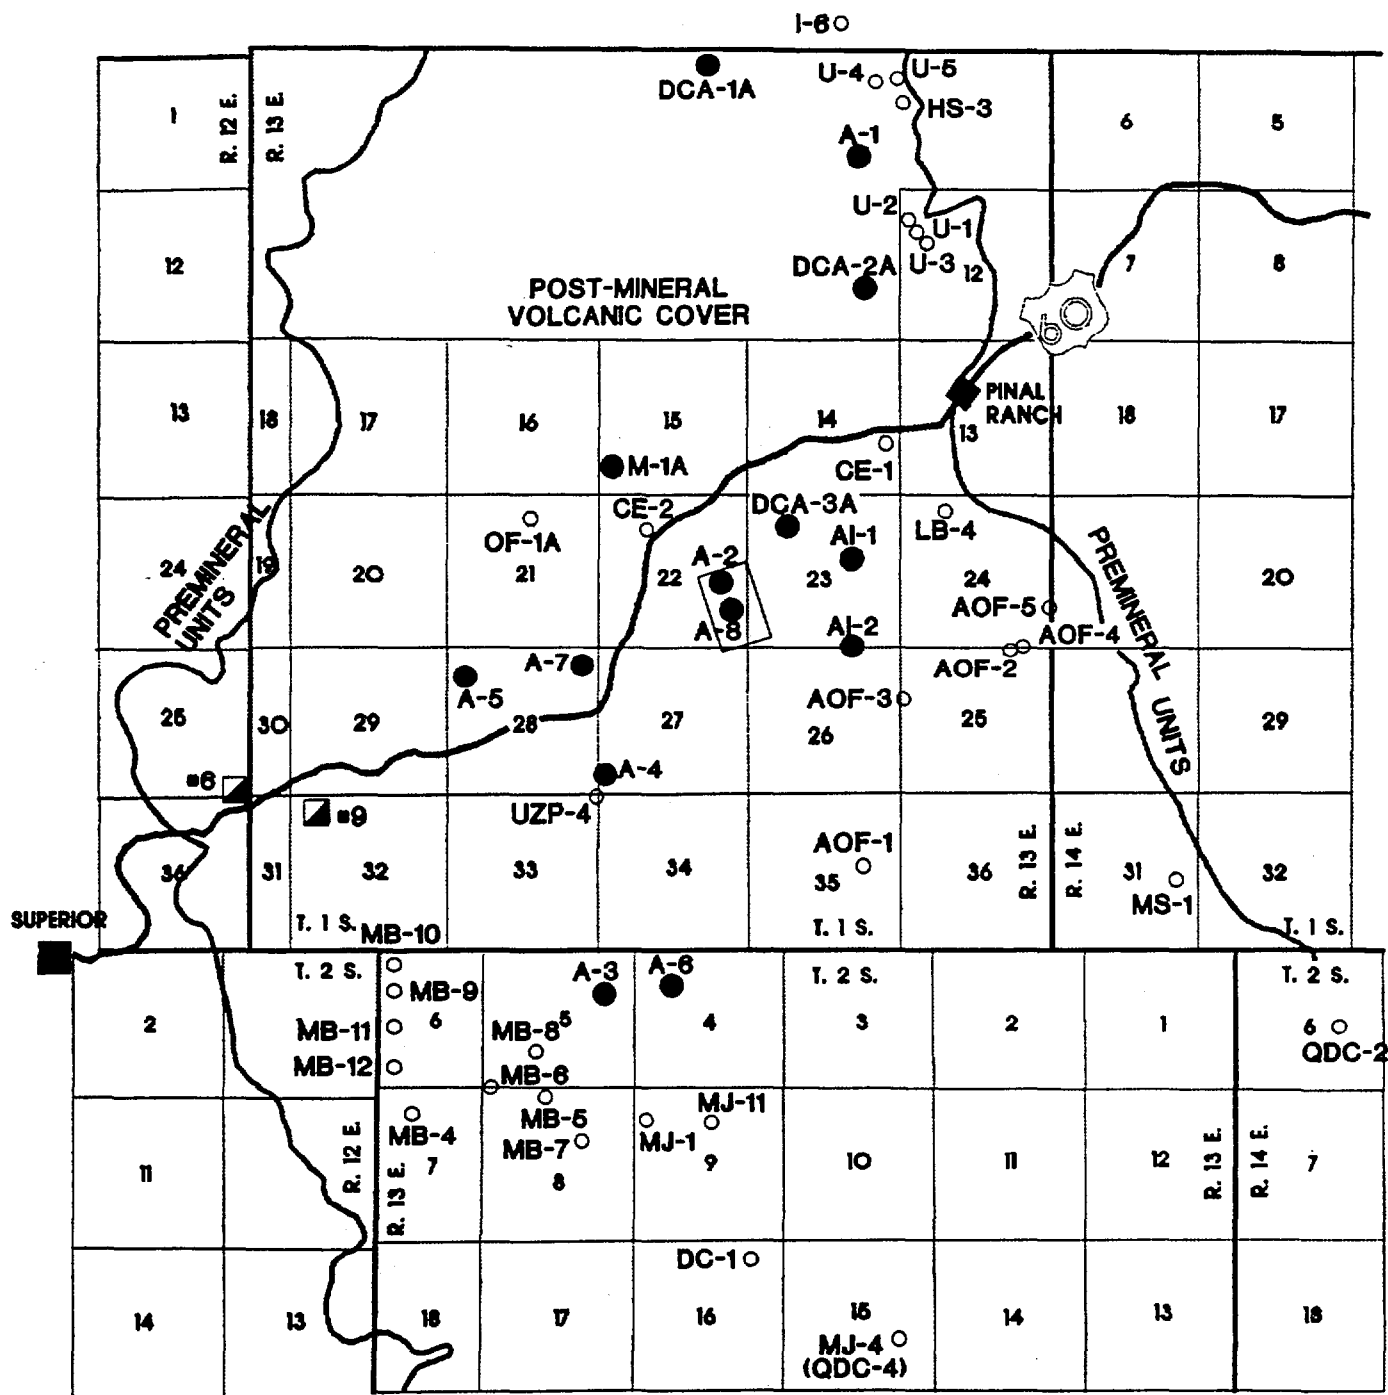 I-6
DCA-1A
U-4
U-5
HS-3
1
R. 12 E.
R. 13 E.
A-1
6
5
U-2
U-1
U-3
12
DCA-2A
12
7
8
POST-MINERAL
VOLCANIC COVER
PINAL
RANCH
13
18
17
16
15
14
13
18
17
M-1A
CE-1
CE-2
DCA-3A
LB-4
OF-1A
AI-1
PREMINERAL
UNITS
24
19
20
21
22
A-2
23
24
20
A-8
AI-2
AOF-5
AOF-4
AOF-2
PREMINERAL UNITS
A-7
A-5
AOF-3
25
30
29
28
27
26
25
29
6
A-4
9
UZP-4
AOF-1
R. 13 E.
R. 14 E.
36
31
32
33
34
35
36
31
32
MS-1
SUPERIOR
T. 1 S.
T. 1 S.
T. 1 S.
MB-10
T. 2 S.
A-3
A-6
T. 2 S.
T. 2 S.
MB-9
2
MB-11
6
MB-8
5
4
3
2
1
6
QDC-2
MB-12
MB-6
MB-5
MJ-11
MB-4
MB-7
MJ-1
R. 12 E.
R. 13 E.
R. 13 E.
R. 14 E.
11
7
8
9
10
11
12
7
DC-1
14
13
18
17
16
15
14
13
18
MJ-4
(QDC-4)